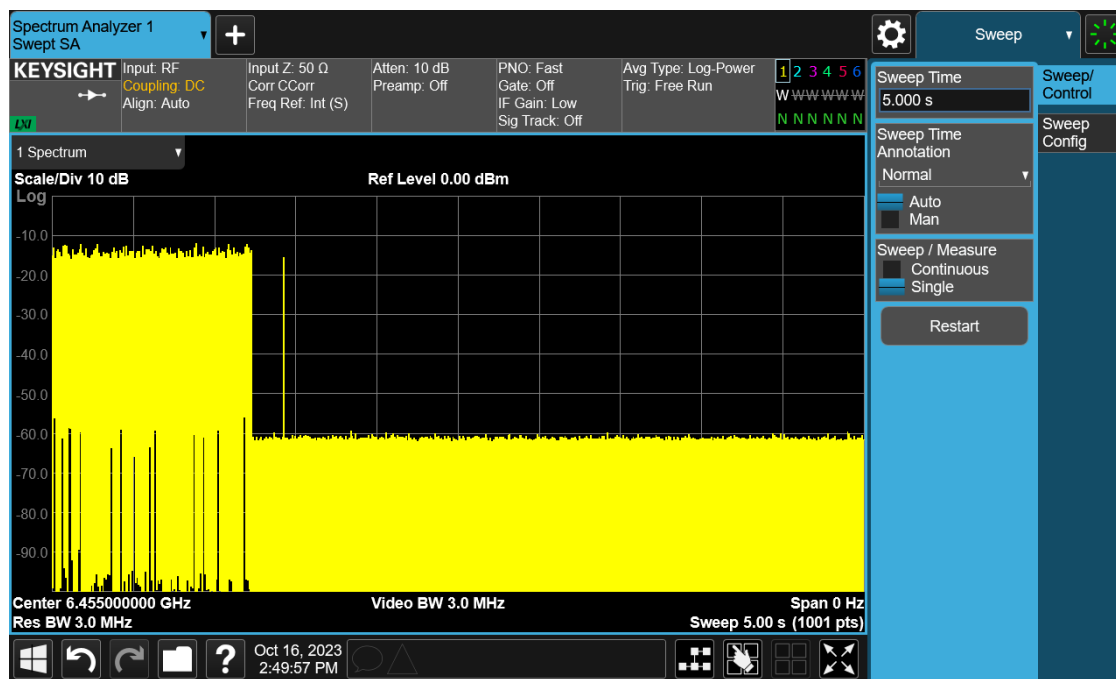 Spectrum Analyzer 1
Swept SA
+
Sweep
KEYSIGHT
LXI
Input: RF
Coupling: DC
Align: Auto
Input Z: 50 Ω
Corr CCorr
Freq Ref: Int (S)
Atten: 10 dB
Preamp: Off
PNO: Fast
Gate: Off
IF Gain: Low
Sig Track: Off
Avg Type: Log-Power
Trig: Free Run
1 2 3 4 5 6
W W W W W W
N N N N N N
1 Spectrum
Scale/Div 10 dB
Ref Level 0.00 dBm
Log
-10.0
-20.0
-30.0
-40.0
-50.0
-60.0
-70.0
-80.0
-90.0
Center 6.455000000 GHz
Video BW 3.0 MHz
Span 0 Hz
Res BW 3.0 MHz
Sweep 5.00 s (1001 pts)
Sweep Time
5.000 s
Sweep Time
Annotation
Normal
Auto
Man
Sweep / Measure
Continuous
Single
Restart
Sweep/
Control
Sweep
Config
?
Oct 16, 2023
2:49:57 PM